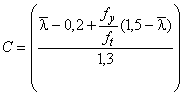 C = ( (λ̅ − 0,2 + f_y/f_t (1,5 − λ̅)) / 1,3 )